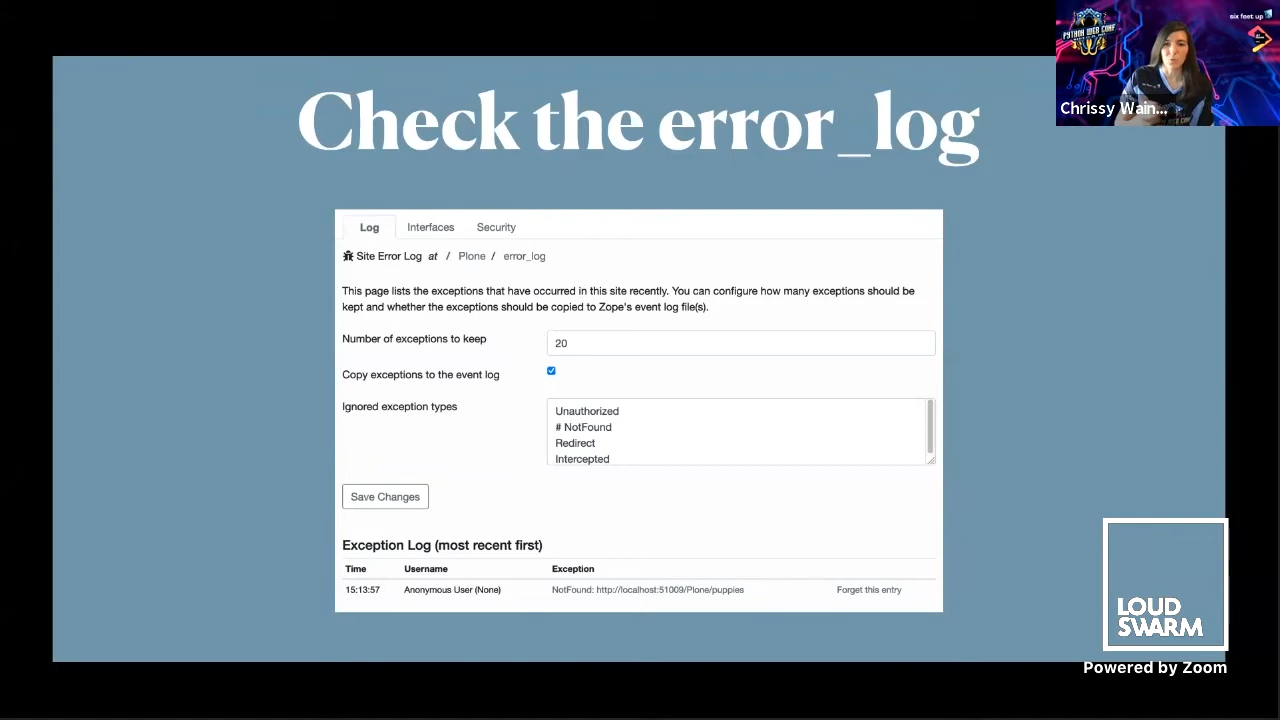 Check the error_log
PYTHON WEB CONF
six feet up
Chrissy Wain...
Log Interfaces Security
Site Error Log at / Plone / error_log
This page lists the exceptions that have occurred in this site recently. You can configure how many exceptions should be
kept and whether the exceptions should be copied to Zope's event log file(s).
Number of exceptions to keep 20
Copy exceptions to the event log
Ignored exception types
Unauthorized
# NotFound
Redirect
Intercepted
Save Changes
Exception Log (most recent first)
Time Username Exception
15:13:57 Anonymous User (None) NotFound: http://localhost:51009/Plone/puppies Forget this entry
LOUD
SWARM
Powered by Zoom